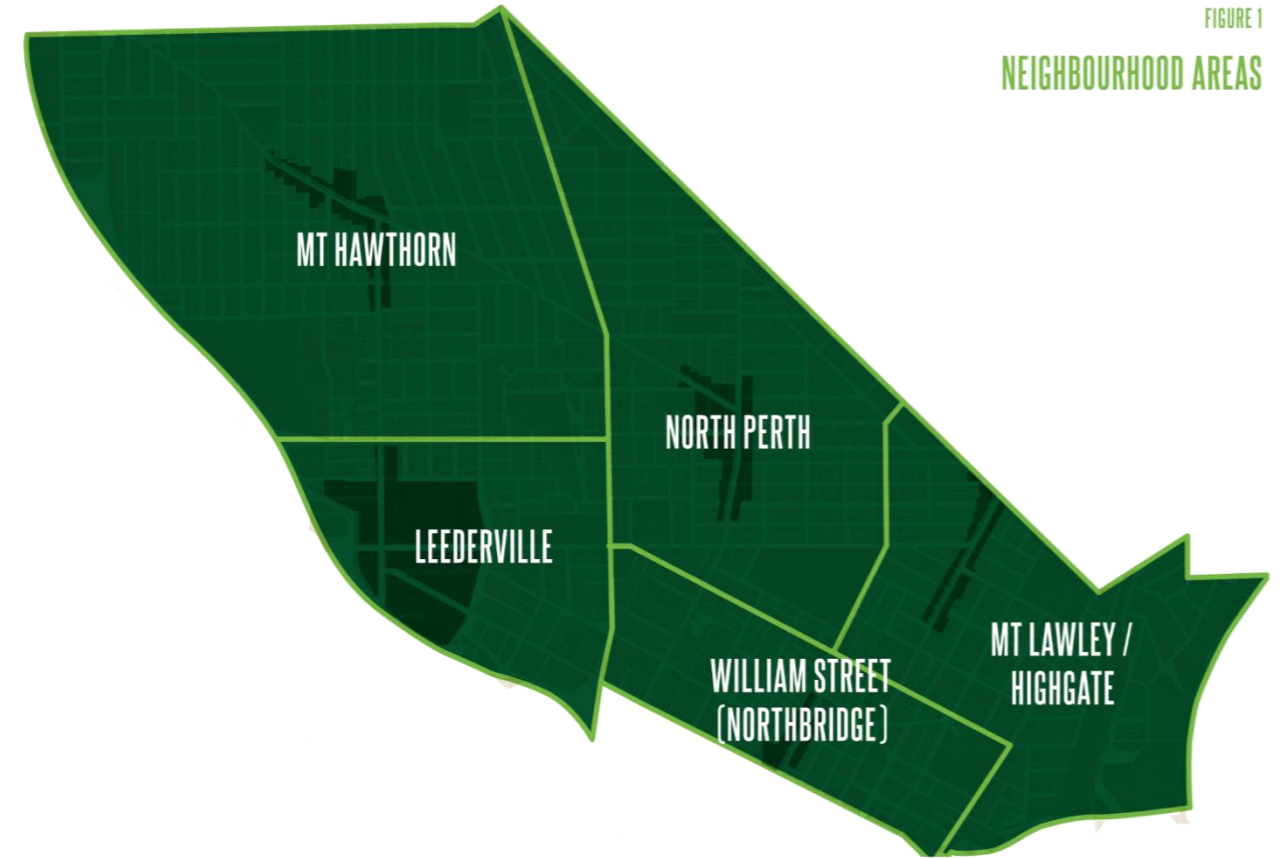 FIGURE 1
NEIGHBOURHOOD AREAS
MT HAWTHORN
NORTH PERTH
LEEDERVILLE
MT LAWLEY /
HIGHGATE
WILLIAM STREET
(NORTHBRIDGE)